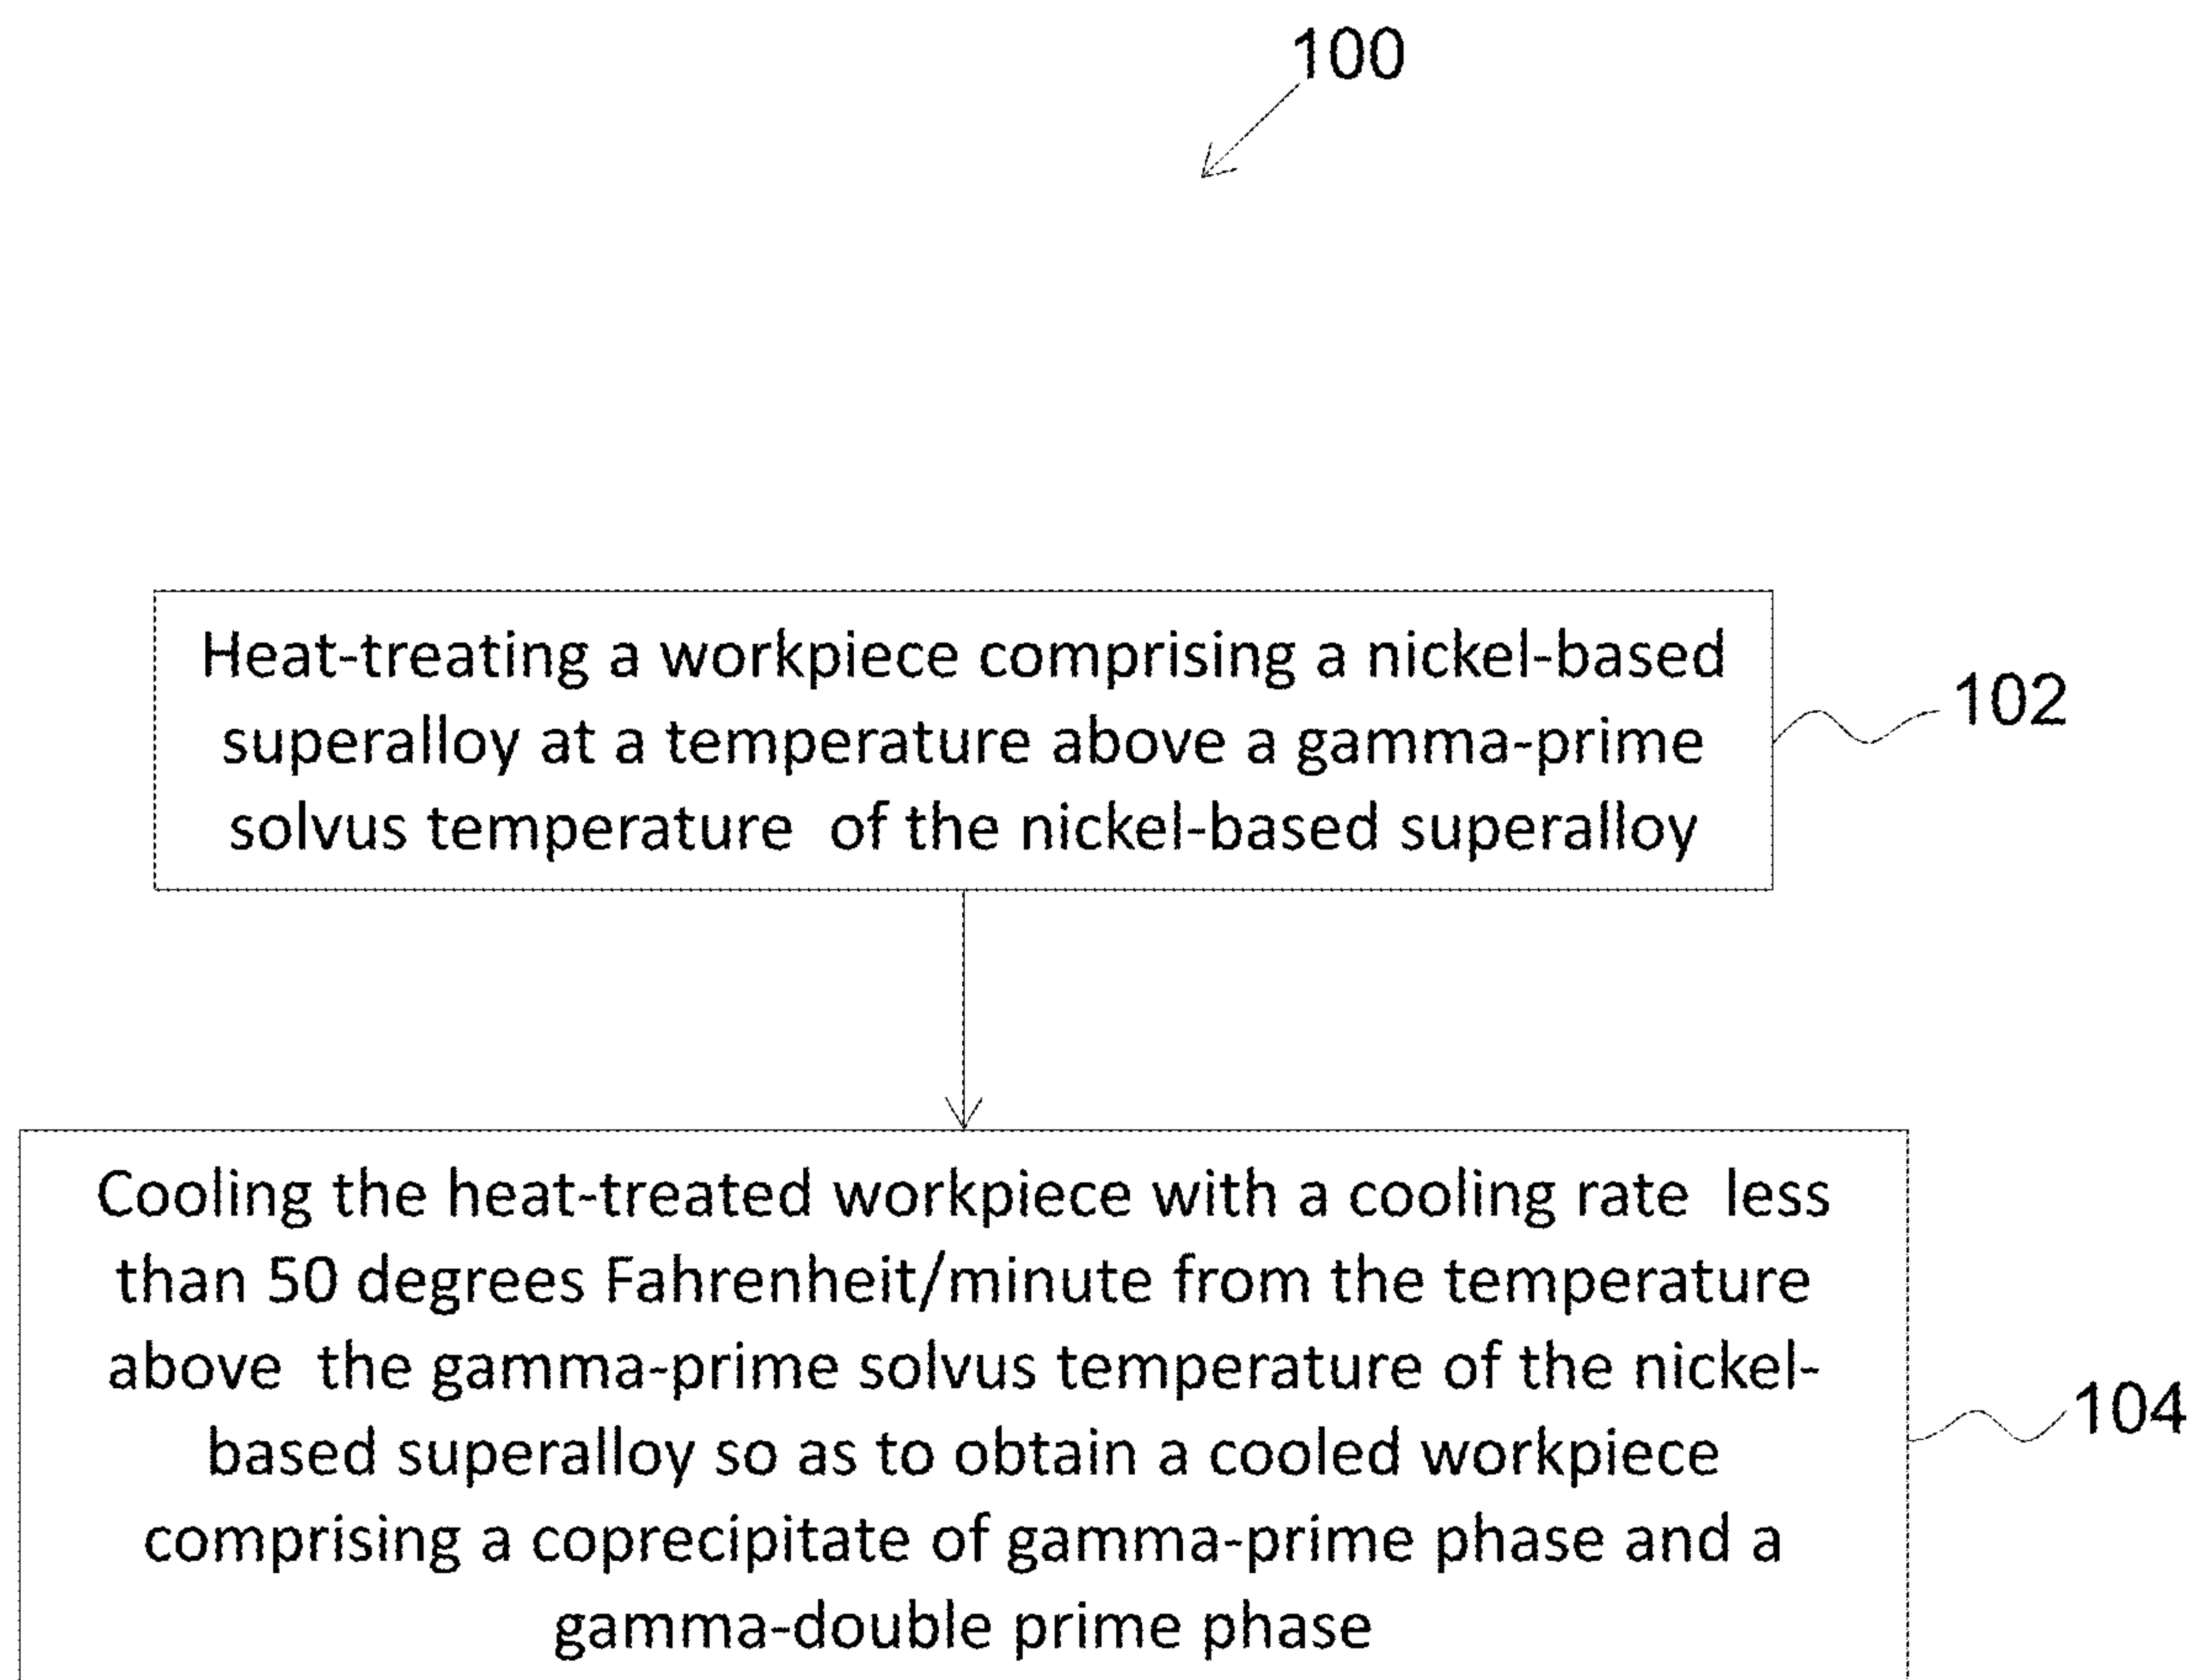 100
Heat-treating a workpiece comprising a nickel-based
superalloy at a temperature above a gamma-prime
solvus temperature of the nickel-based superalloy
102
Cooling the heat-treated workpiece with a cooling rate less
than 50 degrees Fahrenheit/minute from the temperature
above the gamma-prime solvus temperature of the nickel-
based superalloy so as to obtain a cooled workpiece
comprising a coprecipitate of gamma-prime phase and a
gamma-double prime phase
104